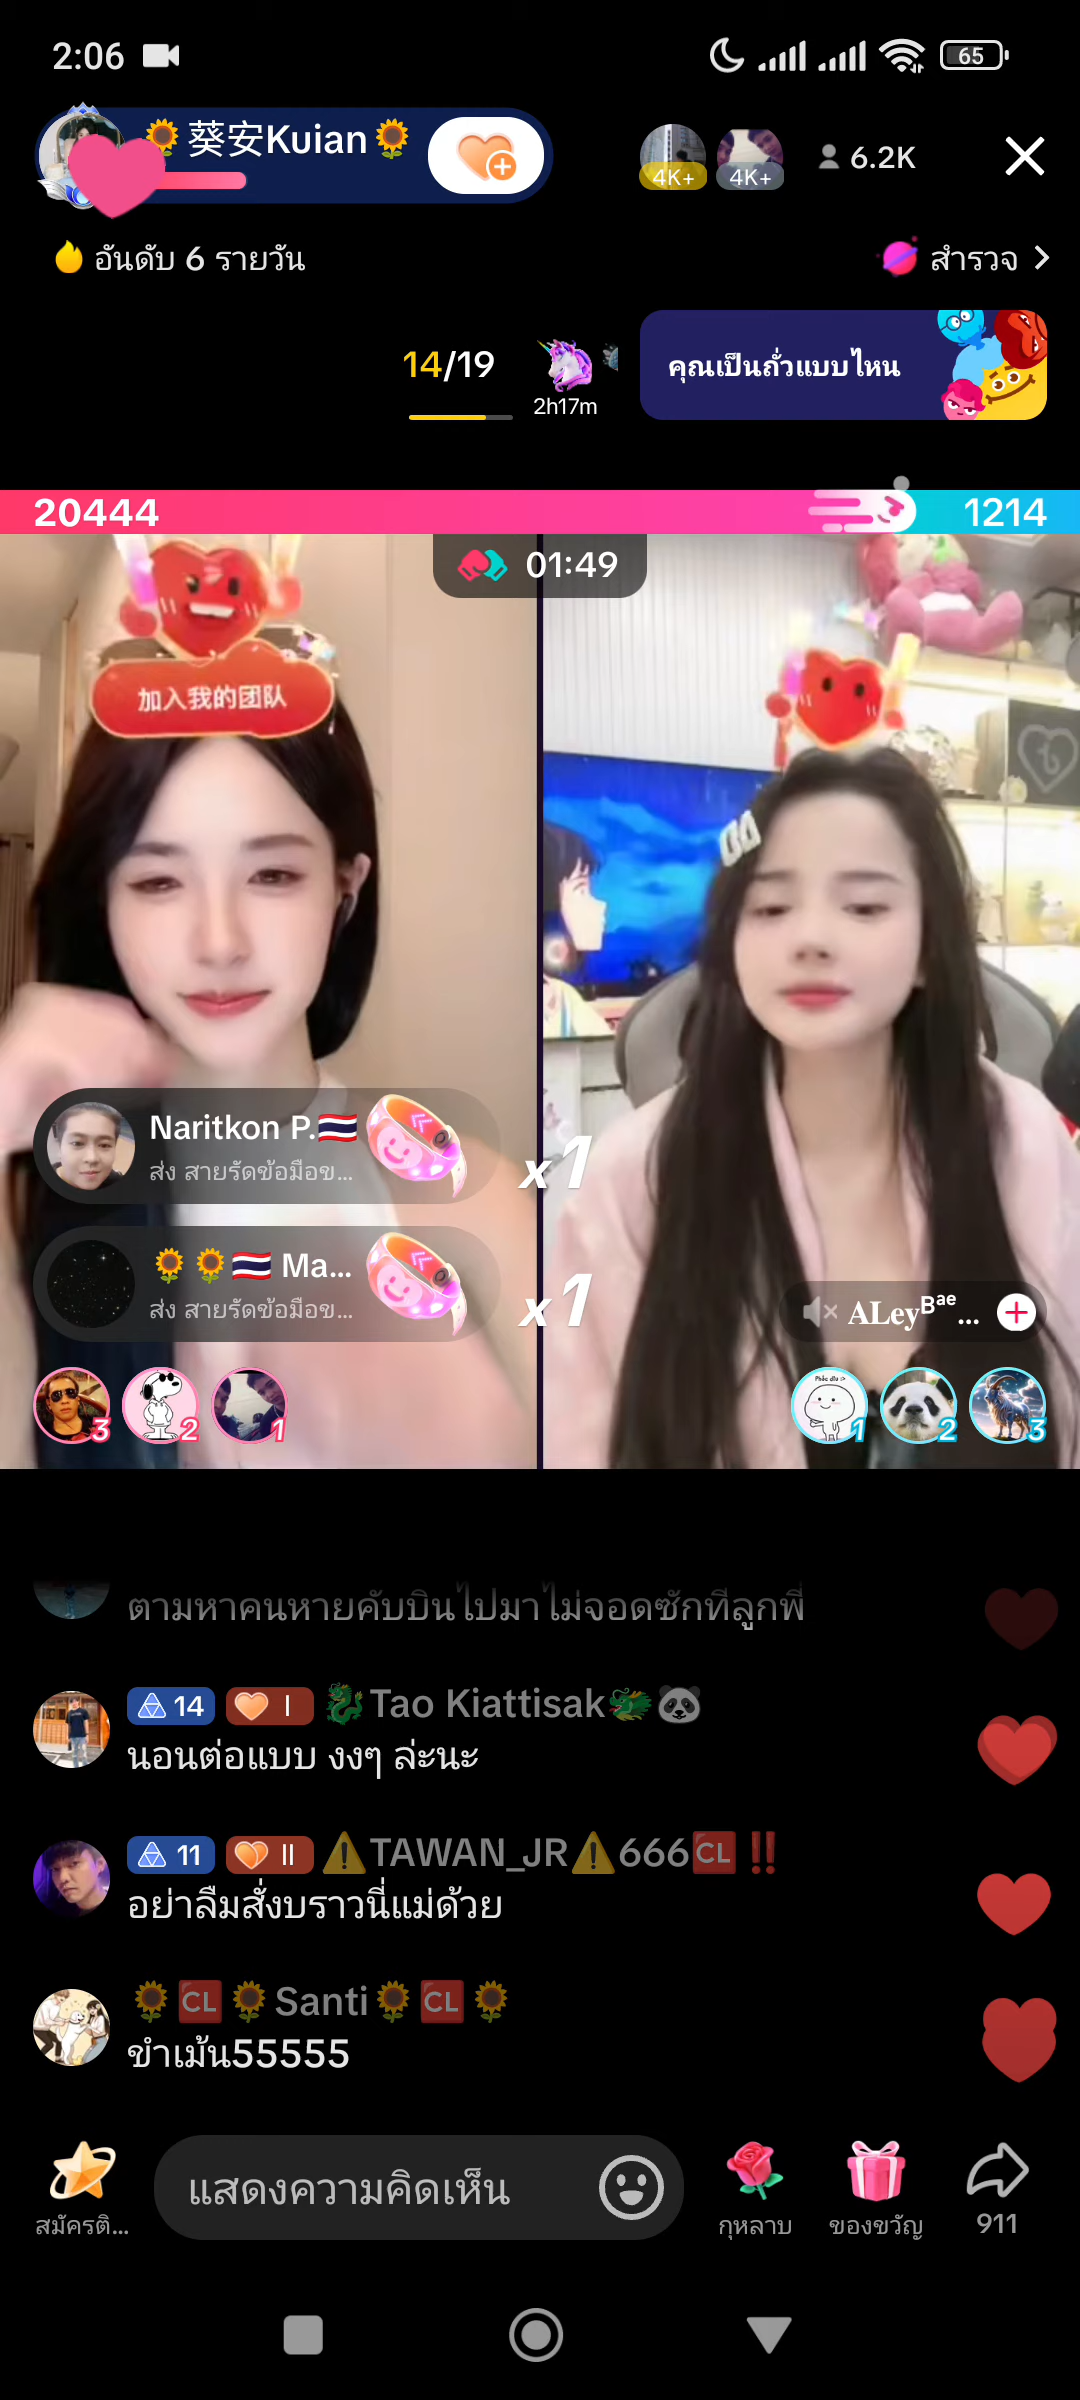 2:06
65
🌻葵安Kuian🌻
4K+
4K+
6.2K
อันดับ 6 รายวัน
สำรวจ
14/19
2h17m
คุณเป็นถั่วแบบไหน
20444
1214
01:49
加入我的团队
Naritkon P.🇹🇭
ส่ง สายรัดข้อมือข...
x1
🌻🌻🇹🇭 Ma...
ส่ง สายรัดข้อมือข...
x1
ALeyᴮᵃᵉ...
3
2
1
1
2
3
ตามหาคนหายคับบินไปมาไม่จอดซักทีลูกพี่
14 I 🐉Tao Kiattisak🐲🐼
นอนต่อแบบ งงๆ ล่ะนะ
11 II ⚠️TAWAN_JR⚠️666🆑‼️
อย่าลืมสั่งบราวนี่แม่ด้วย
🌻🆑🌻Santi🌻🆑🌻
ขำเม้น55555
แสดงความคิดเห็น
สมัครติ...
กุหลาบ
ของขวัญ
911